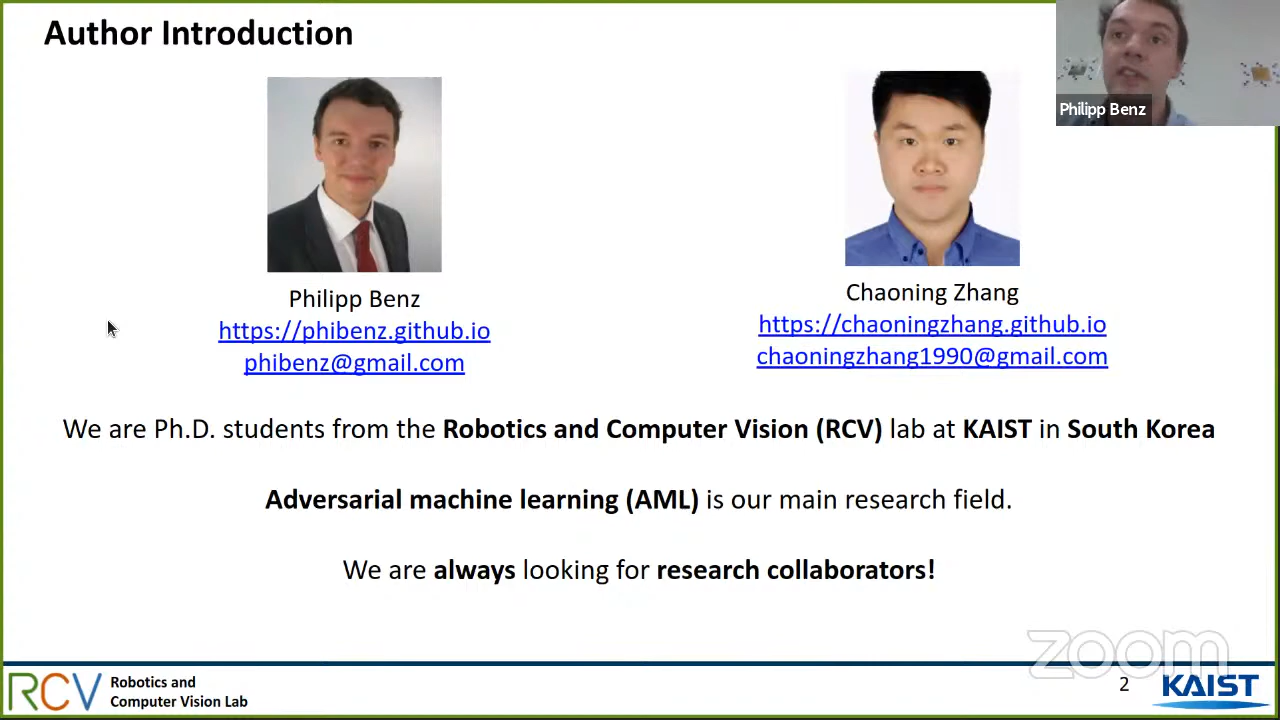 Author Introduction
Philipp Benz
Philipp Benz
https://phibenz.github.io
phibenz@gmail.com
Chaoning Zhang
https://chaoningzhang.github.io
chaoningzhang1990@gmail.com
We are Ph.D. students from the Robotics and Computer Vision (RCV) lab at KAIST in South Korea
Adversarial machine learning (AML) is our main research field.
We are always looking for research collaborators!
zoom
RCV
Robotics and
Computer Vision Lab
2
KAIST